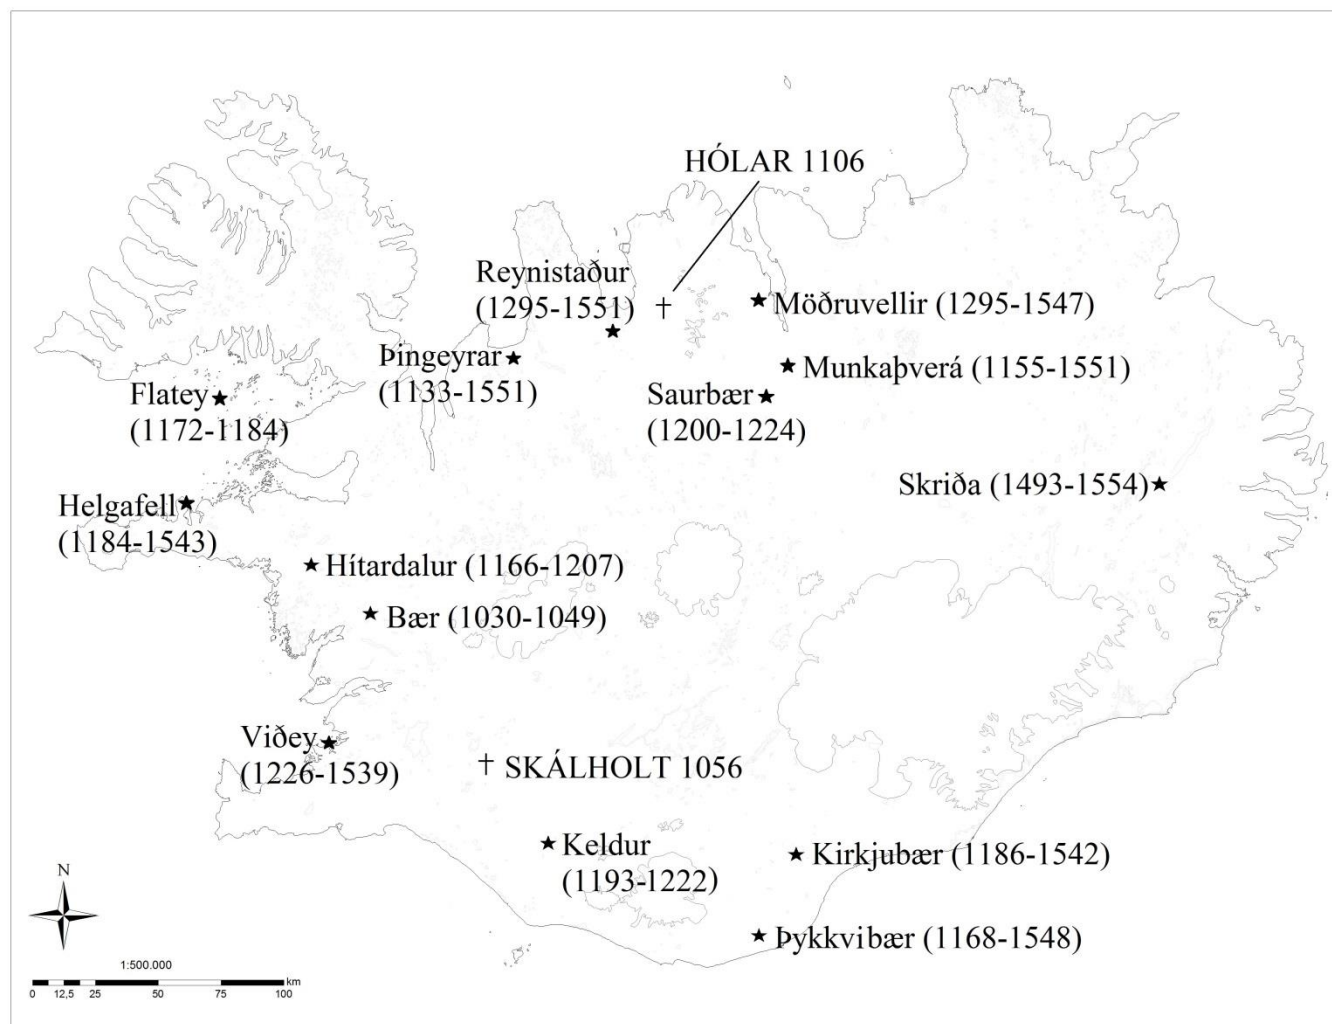 HÓLAR 1106
Reynistaður
(1295-1551)
Möðruvellir (1295-1547)
Þingeyrar
(1133-1551)
Munkaþverá (1155-1551)
Flatey
(1172-1184)
Saurbær
(1200-1224)
Skriða (1493-1554)
Helgafell
(1184-1543)
Hítardalur (1166-1207)
Bær (1030-1049)
Viðey
(1226-1539)
SKÁLHOLT 1056
Keldur
(1193-1222)
Kirkjubær (1186-1542)
Þykkvibær (1168-1548)
N
1:500.000
km
0 12,5 25 50 75 100